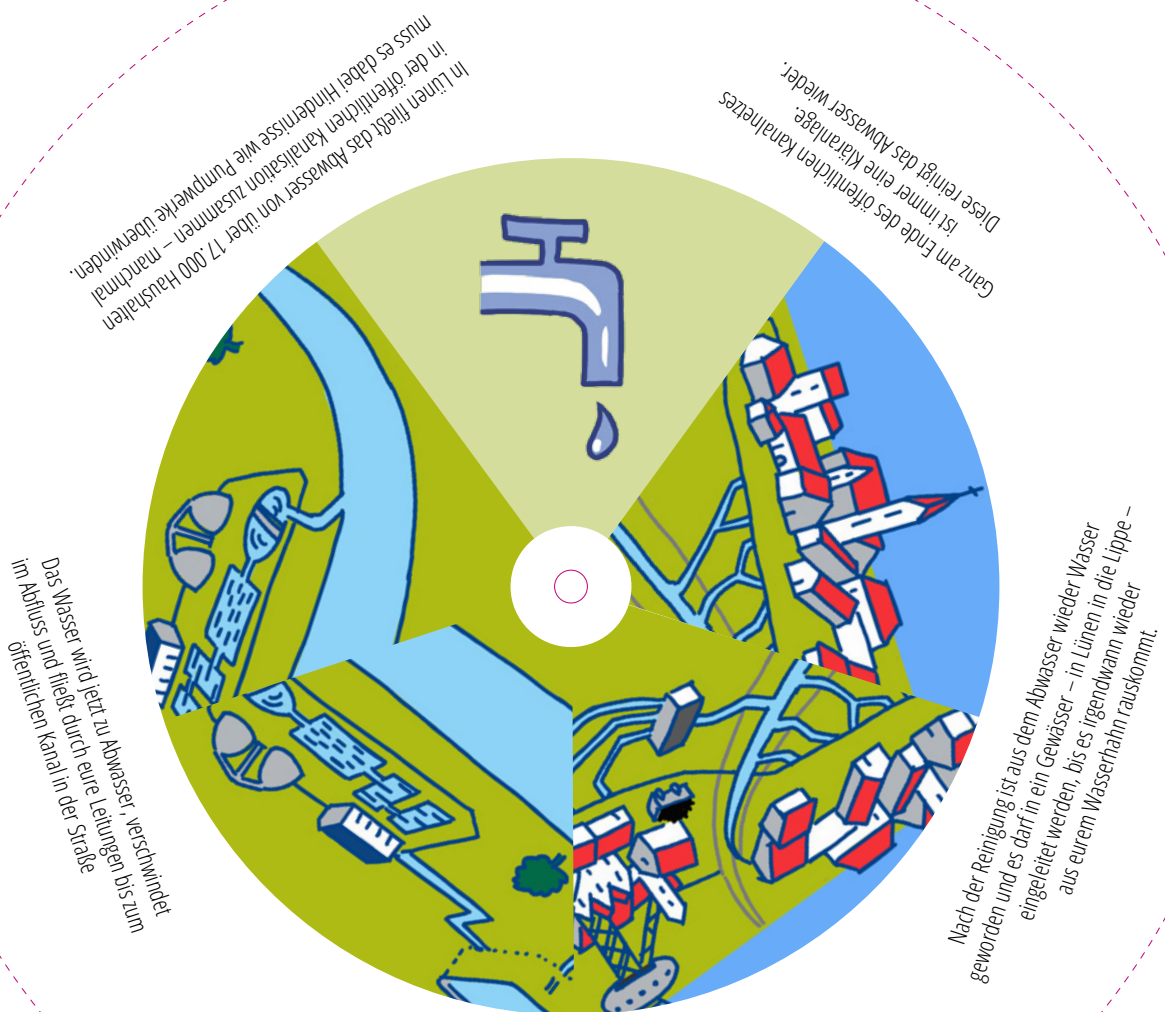 Das Wasser wird jetzt zu Abwasser, verschwindet
im Abfluss und fließt durch eure Leitungen bis zum
öffentlichen Kanal in der Straße
In Lünen fließt das Abwasser von über 17.000 Haushalten
in der öffentlichen Kanalisation zusammen – manchmal
muss es dabei Hindernisse wie Pumpwerke überwinden.
Ganz am Ende des öffentlichen Kanalnetzes
ist immer eine Kläranlage.
Diese reinigt das Abwasser wieder.
Nach der Reinigung ist aus dem Abwasser wieder Wasser
geworden und es darf in ein Gewässer – in Lünen in die Lippe –
eingeleitet werden, bis es irgendwann wieder
aus eurem Wasserhahn rauskommt.